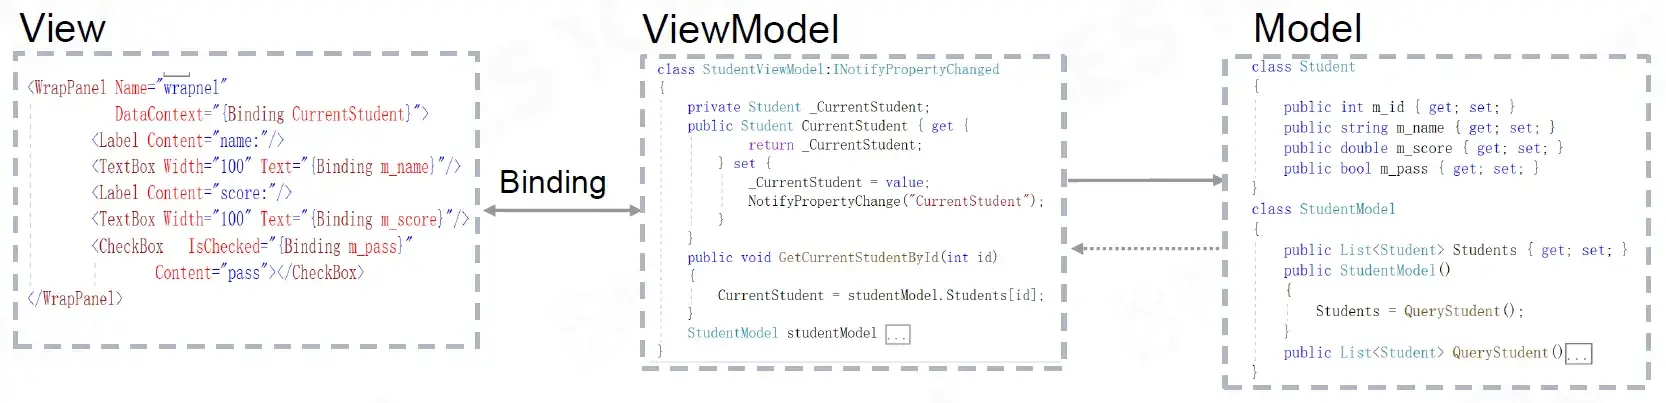 View
<WrapPanel Name="wrapnel"
DataContext="{Binding CurrentStudent}">
<Label Content="name:"/>
<TextBox Width="100" Text="{Binding m_name}"/>
<Label Content="score:"/>
<TextBox Width="100" Text="{Binding m_score}"/>
<CheckBox IsChecked="{Binding m_pass}"
Content="pass"></CheckBox>
</WrapPanel>
Binding
ViewModel
class StudentViewModel:INotifyPropertyChanged
{
private Student _CurrentStudent;
public Student CurrentStudent { get {
return _CurrentStudent;
} set {
_CurrentStudent = value;
NotifyPropertyChange("CurrentStudent");
}
}
public void GetCurrentStudentById(int id)
{
CurrentStudent = studentModel.Students[id];
}
StudentModel studentModel ...
}
Model
class Student
{
public int m_id { get; set; }
public string m_name { get; set; }
public double m_score { get; set; }
public bool m_pass { get; set; }
}
class StudentModel
{
public List<Student> Students { get; set; }
public StudentModel()
{
Students = QueryStudent();
}
public List<Student> QueryStudent()...
}